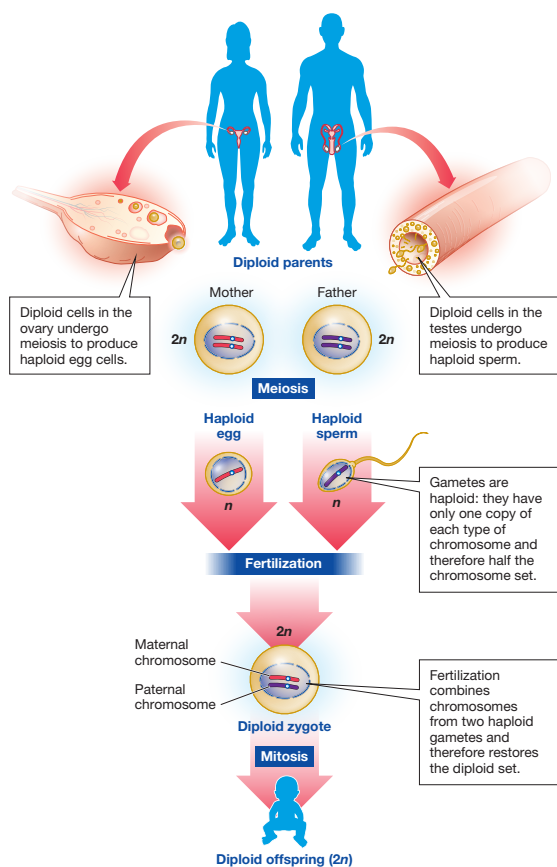 Diploid parents
Diploid cells in the
ovary undergo
meiosis to produce
haploid egg cells.
Mother
Father
Diploid cells in the
testes undergo
meiosis to produce
haploid sperm.
2n
2n
Meiosis
Haploid
egg
Haploid
sperm
n
n
Gametes are
haploid: they have
only one copy of
each type of
chromosome and
therefore half the
chromosome set.
Fertilization
2n
Maternal
chromosome
Paternal
chromosome
Diploid zygote
Fertilization
combines
chromosomes
from two haploid
gametes and
therefore restores
the diploid set.
Mitosis
Diploid offspring (2n)